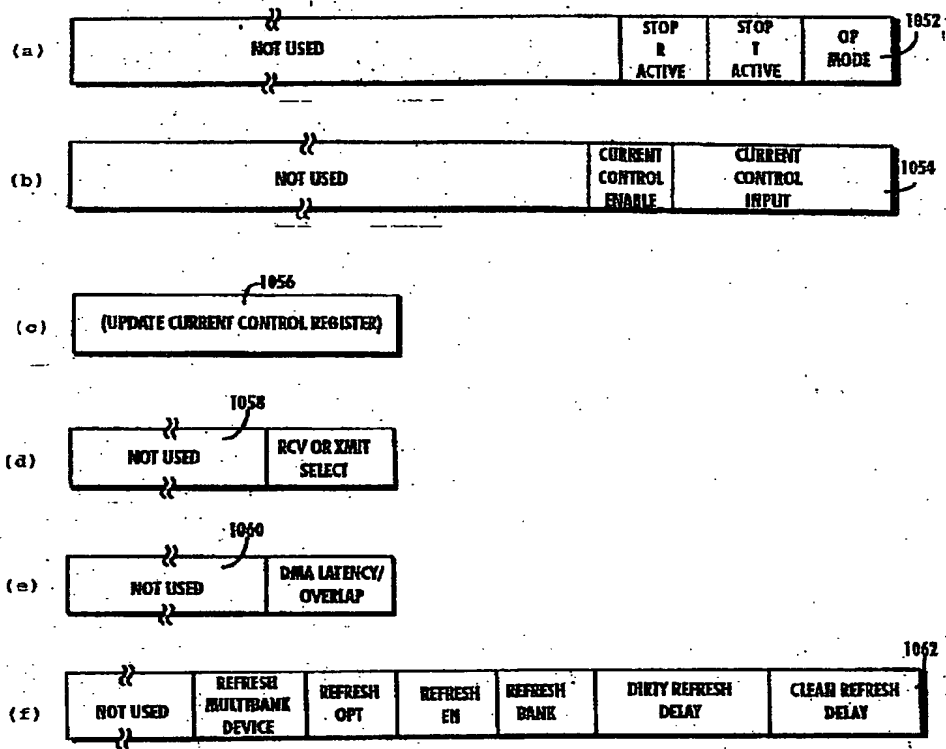 1052
(a)
NOT USED
STOP
R
ACTIVE
STOP
T
ACTIVE
OP
MODE
(b)
NOT USED
CURRENT
CONTROL
ENABLE
CURRENT
CONTROL
INPUT
1054
1056
(c)
(UPDATE CURRENT CONTROL REGISTER)
1058
(d)
NOT USED
RCV OR XMIT
SELECT
1060
(e)
NOT USED
DMA LATENCY/
OVERLAP
1062
(f)
NOT USED
REFRESH
MULTIBANK
DEVICE
REFRESH
OPT
REFRESH
EN
REFRESH
BANK
DIRTY REFRESH
DELAY
CLEAN REFRESH
DELAY